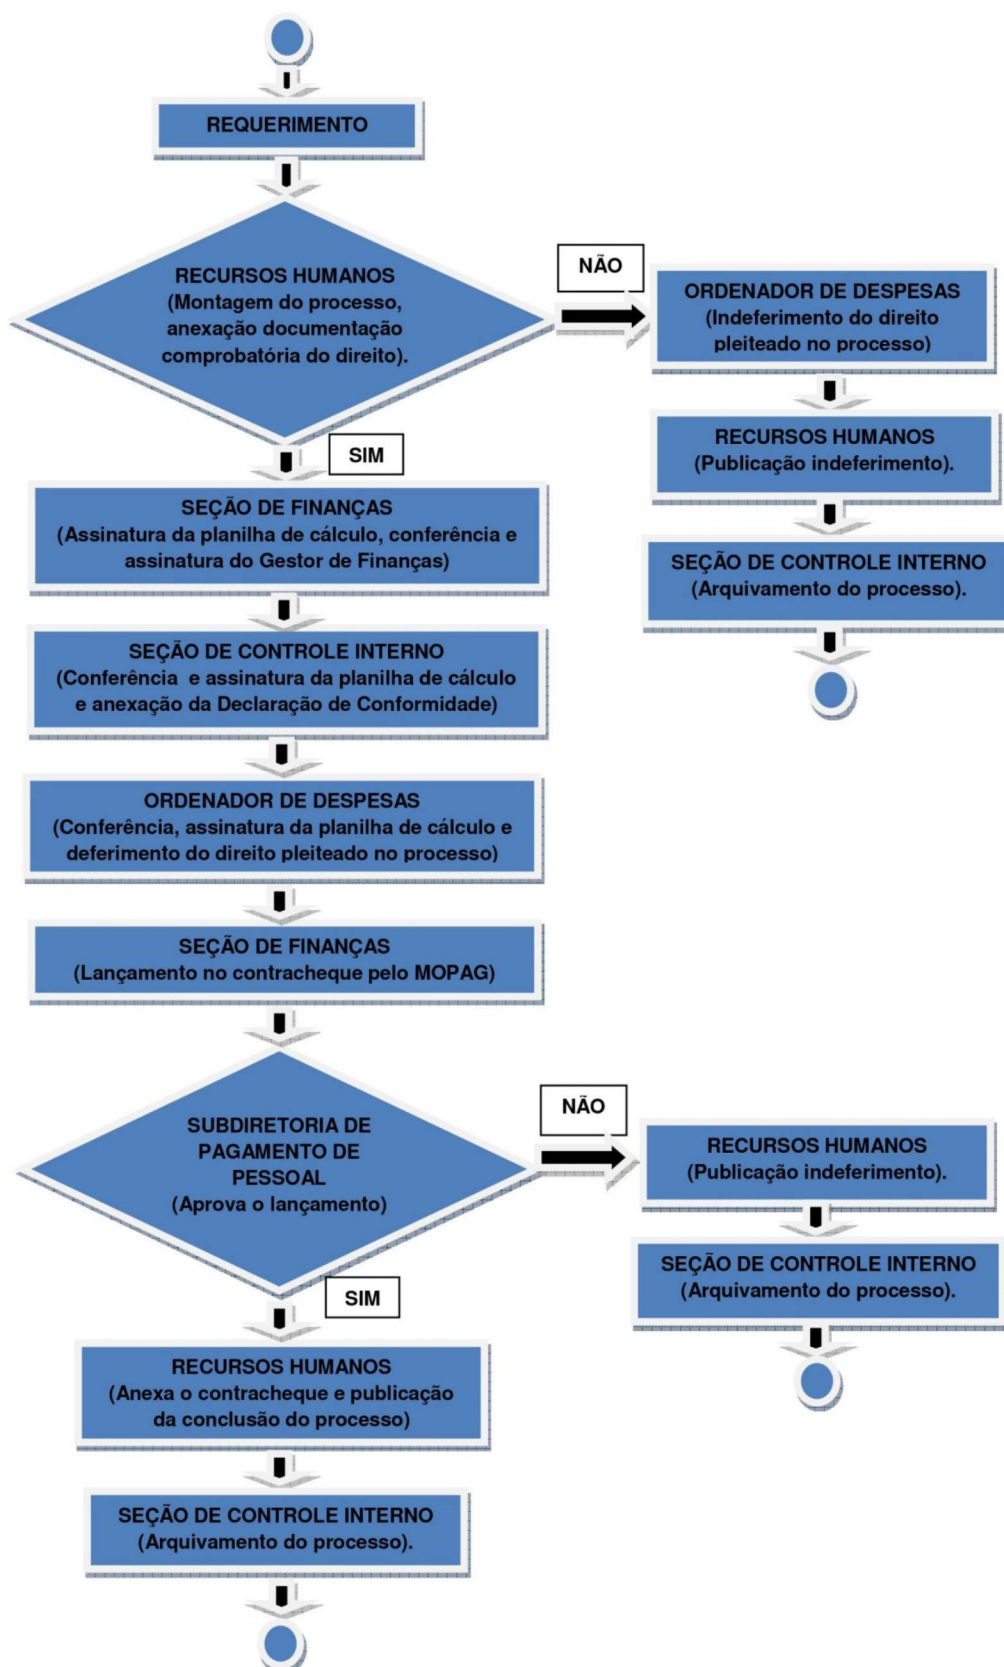 REQUERIMENTO
RECURSOS HUMANOS
(Montagem do processo,
anexação documentação
comprobatória do direito).
NÃO
ORDENADOR DE DESPESAS
(Indeferimento do direito
pleiteado no processo)
RECURSOS HUMANOS
(Publicação indeferimento).
SEÇÃO DE CONTROLE INTERNO
(Arquivamento do processo).
SIM
SEÇÃO DE FINANÇAS
(Assinatura da planilha de cálculo, conferência e
assinatura do Gestor de Finanças)
SEÇÃO DE CONTROLE INTERNO
(Conferência e assinatura da planilha de cálculo
e anexação da Declaração de Conformidade)
ORDENADOR DE DESPESAS
(Conferência, assinatura da planilha de cálculo e
deferimento do direito pleiteado no processo)
SEÇÃO DE FINANÇAS
(Lançamento no contracheque pelo MOPAG)
SUBDIRETORIA DE
PAGAMENTO DE
PESSOAL
(Aprova o lançamento)
NÃO
RECURSOS HUMANOS
(Publicação indeferimento).
SEÇÃO DE CONTROLE INTERNO
(Arquivamento do processo).
SIM
RECURSOS HUMANOS
(Anexa o contracheque e publicação
da conclusão do processo)
SEÇÃO DE CONTROLE INTERNO
(Arquivamento do processo).